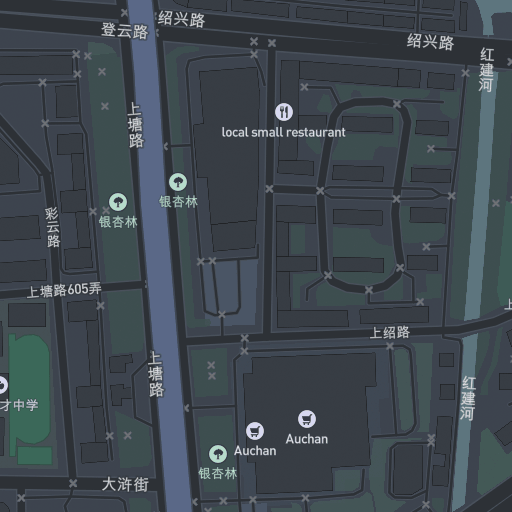 登云路
绍兴路
绍兴路
红建河
上塘路
local small restaurant
银杏林
银杏林
彩云路
上塘路605弄
上
上绍路
上塘路
红建河
才中学
Auchan
Auchan
银杏林
大浒街